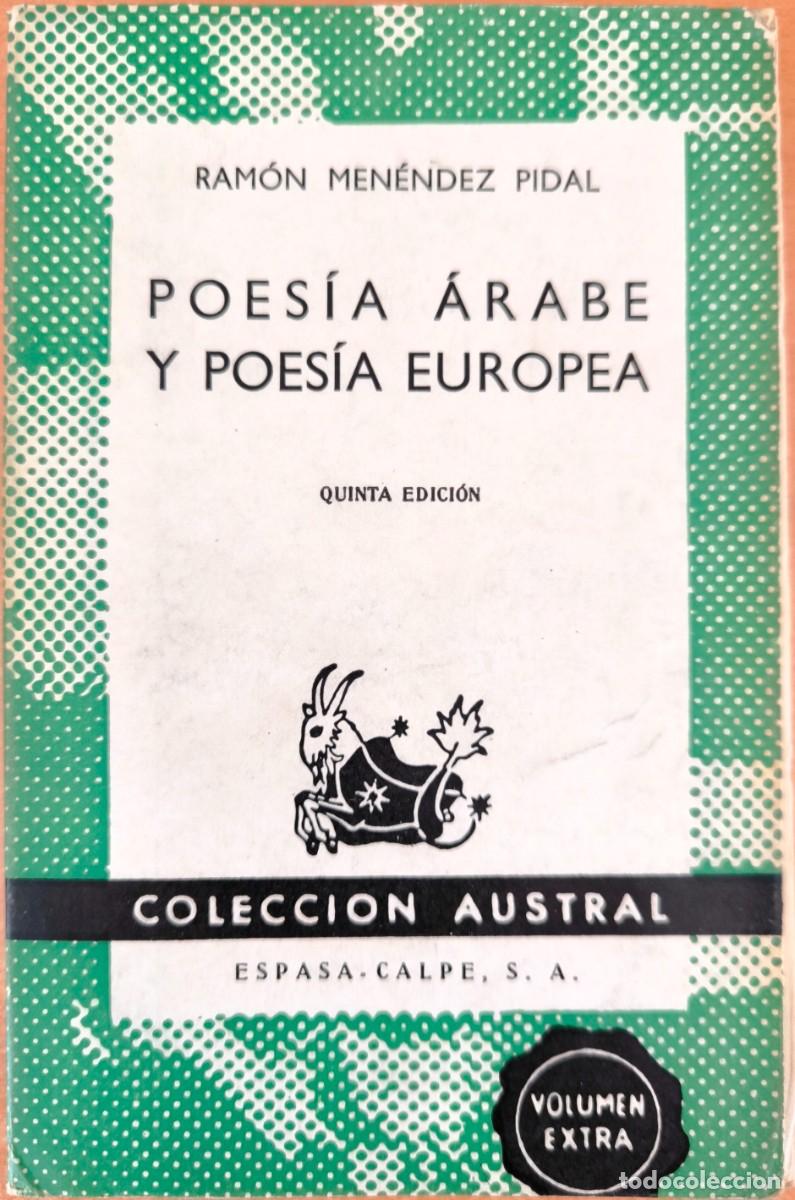 RAMÓN MENÉNDEZ PIDAL
POESÍA ÁRABE
Y POESÍA EUROPEA
QUINTA EDICIÓN
COLECCION AUSTRAL
ESPASA-CALPE, S. A.
VOLUMEN
EXTRA
todocoleccion